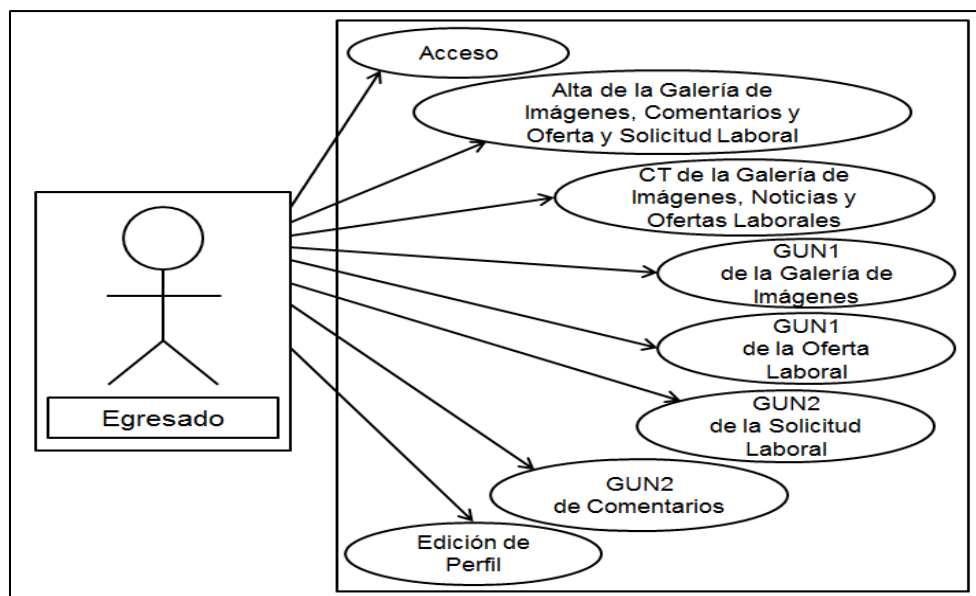 Acceso
Alta de la Galería de
Imágenes, Comentarios y
Oferta y Solicitud Laboral
CT de la Galería de
Imágenes, Noticias y
Ofertas Laborales
GUN1
de la Galería de
Imágenes
GUN1
de la Oferta
Laboral
GUN2
de la Solicitud
Laboral
GUN2
de Comentarios
Edición de
Perfil
Egresado